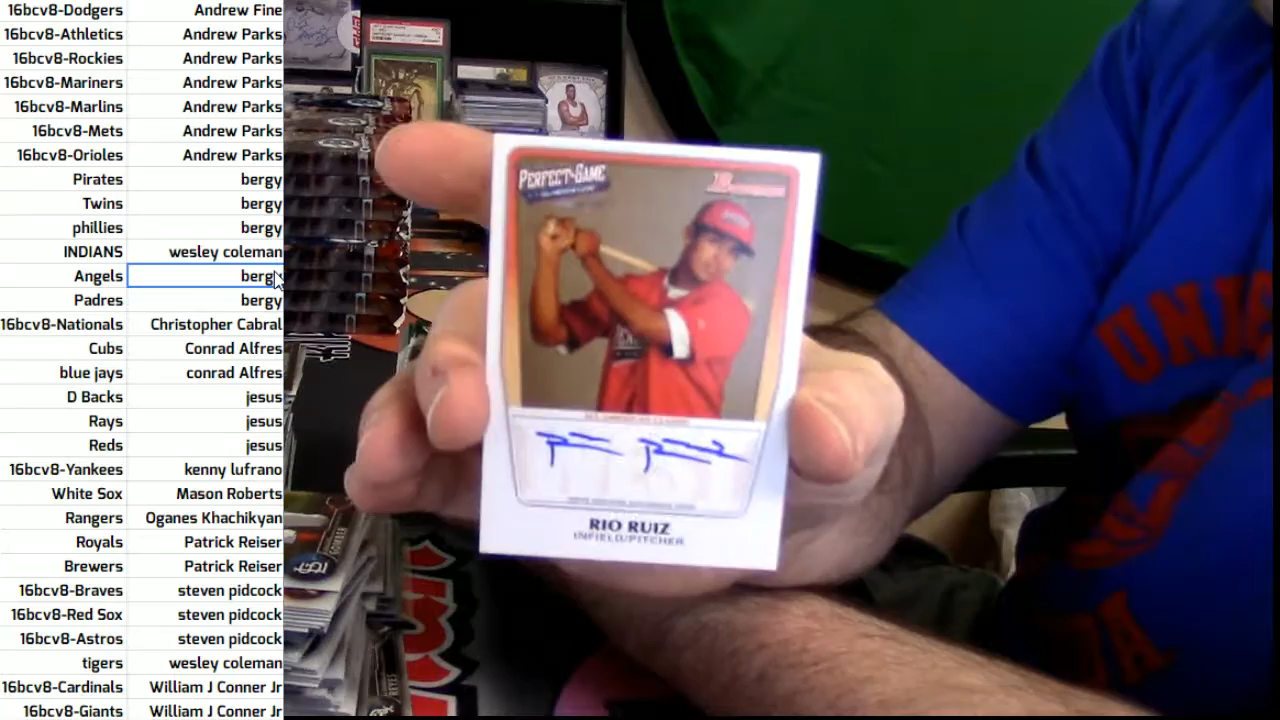 16bcv8-Dodgers Andrew Fine
16bcv8-Athletics Andrew Parks
16bcv8-Rockies Andrew Parks
16bcv8-Mariners Andrew Parks
16bcv8-Marlins Andrew Parks
16bcv8-Mets Andrew Parks
16bcv8-Orioles Andrew Parks
Pirates bergy
Twins bergy
phillies bergy
INDIANS wesley coleman
Angels bergy
Padres bergy
16bcv8-Nationals Christopher Cabral
Cubs Conrad Alfres
blue jays conrad Alfres
D Backs jesus
Rays jesus
Reds jesus
16bcv8-Yankees kenny lufrano
White Sox Mason Roberts
Rangers Oganes Khachikyan
Royals Patrick Reiser
Brewers Patrick Reiser
16bcv8-Braves steven pidcock
16bcv8-Red Sox steven pidcock
16bcv8-Astros steven pidcock
tigers wesley coleman
16bcv8-Cardinals William J Conner Jr
16bcv8-Giants William J Conner Jr
PERFECT GAME
RIO RUIZ
INFIELD/PITCHER